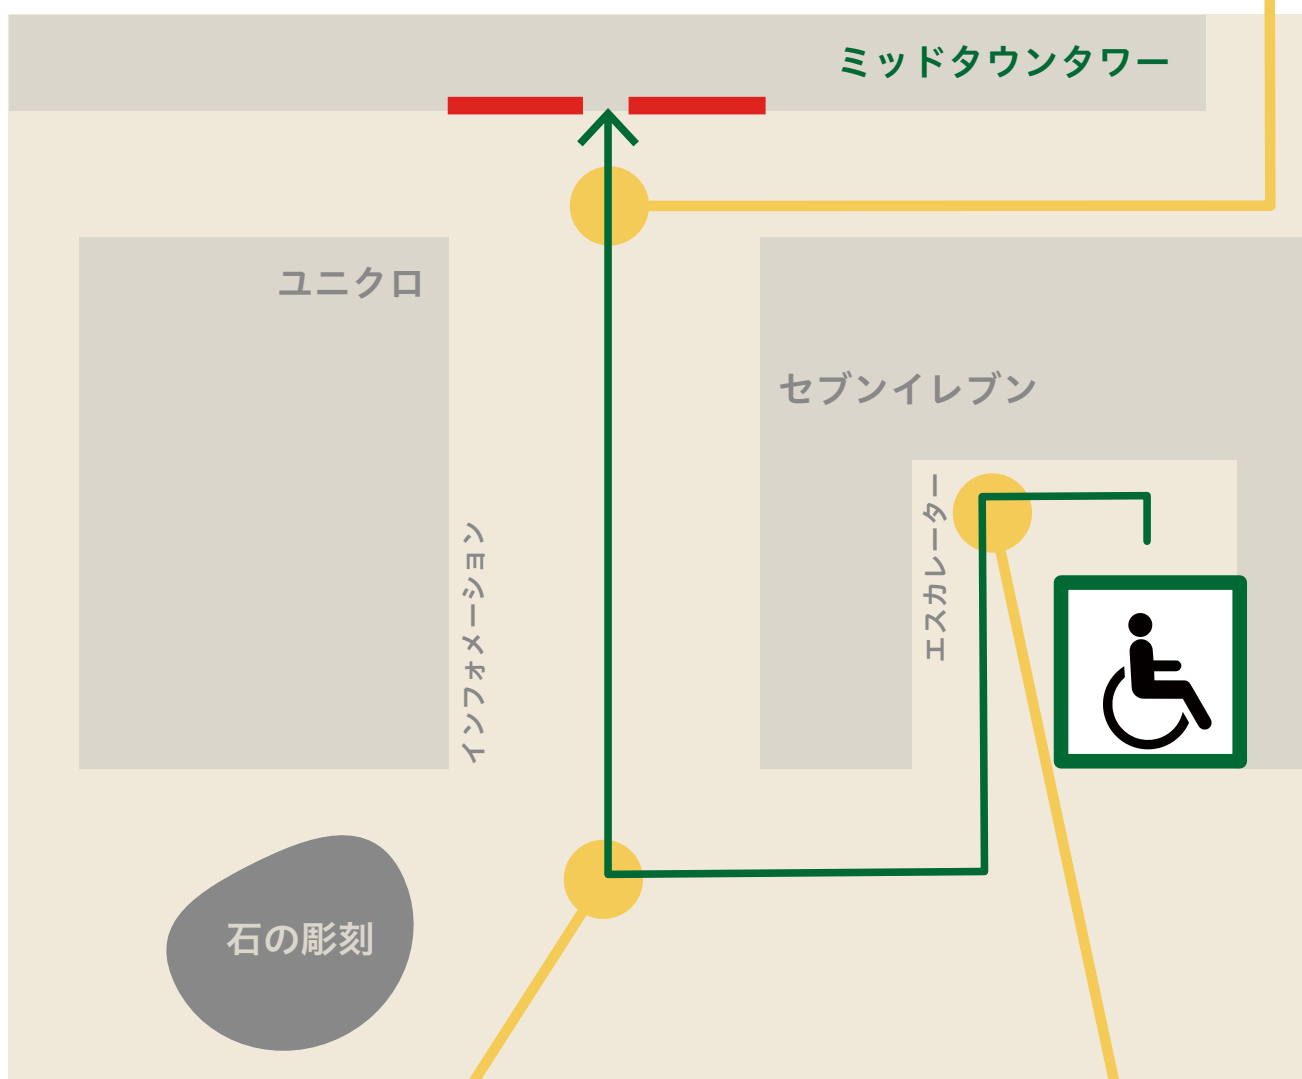 ミッドタウンタワー
ユニクロ
セブンイレブン
エスカレーター
インフォメーション
石の彫刻